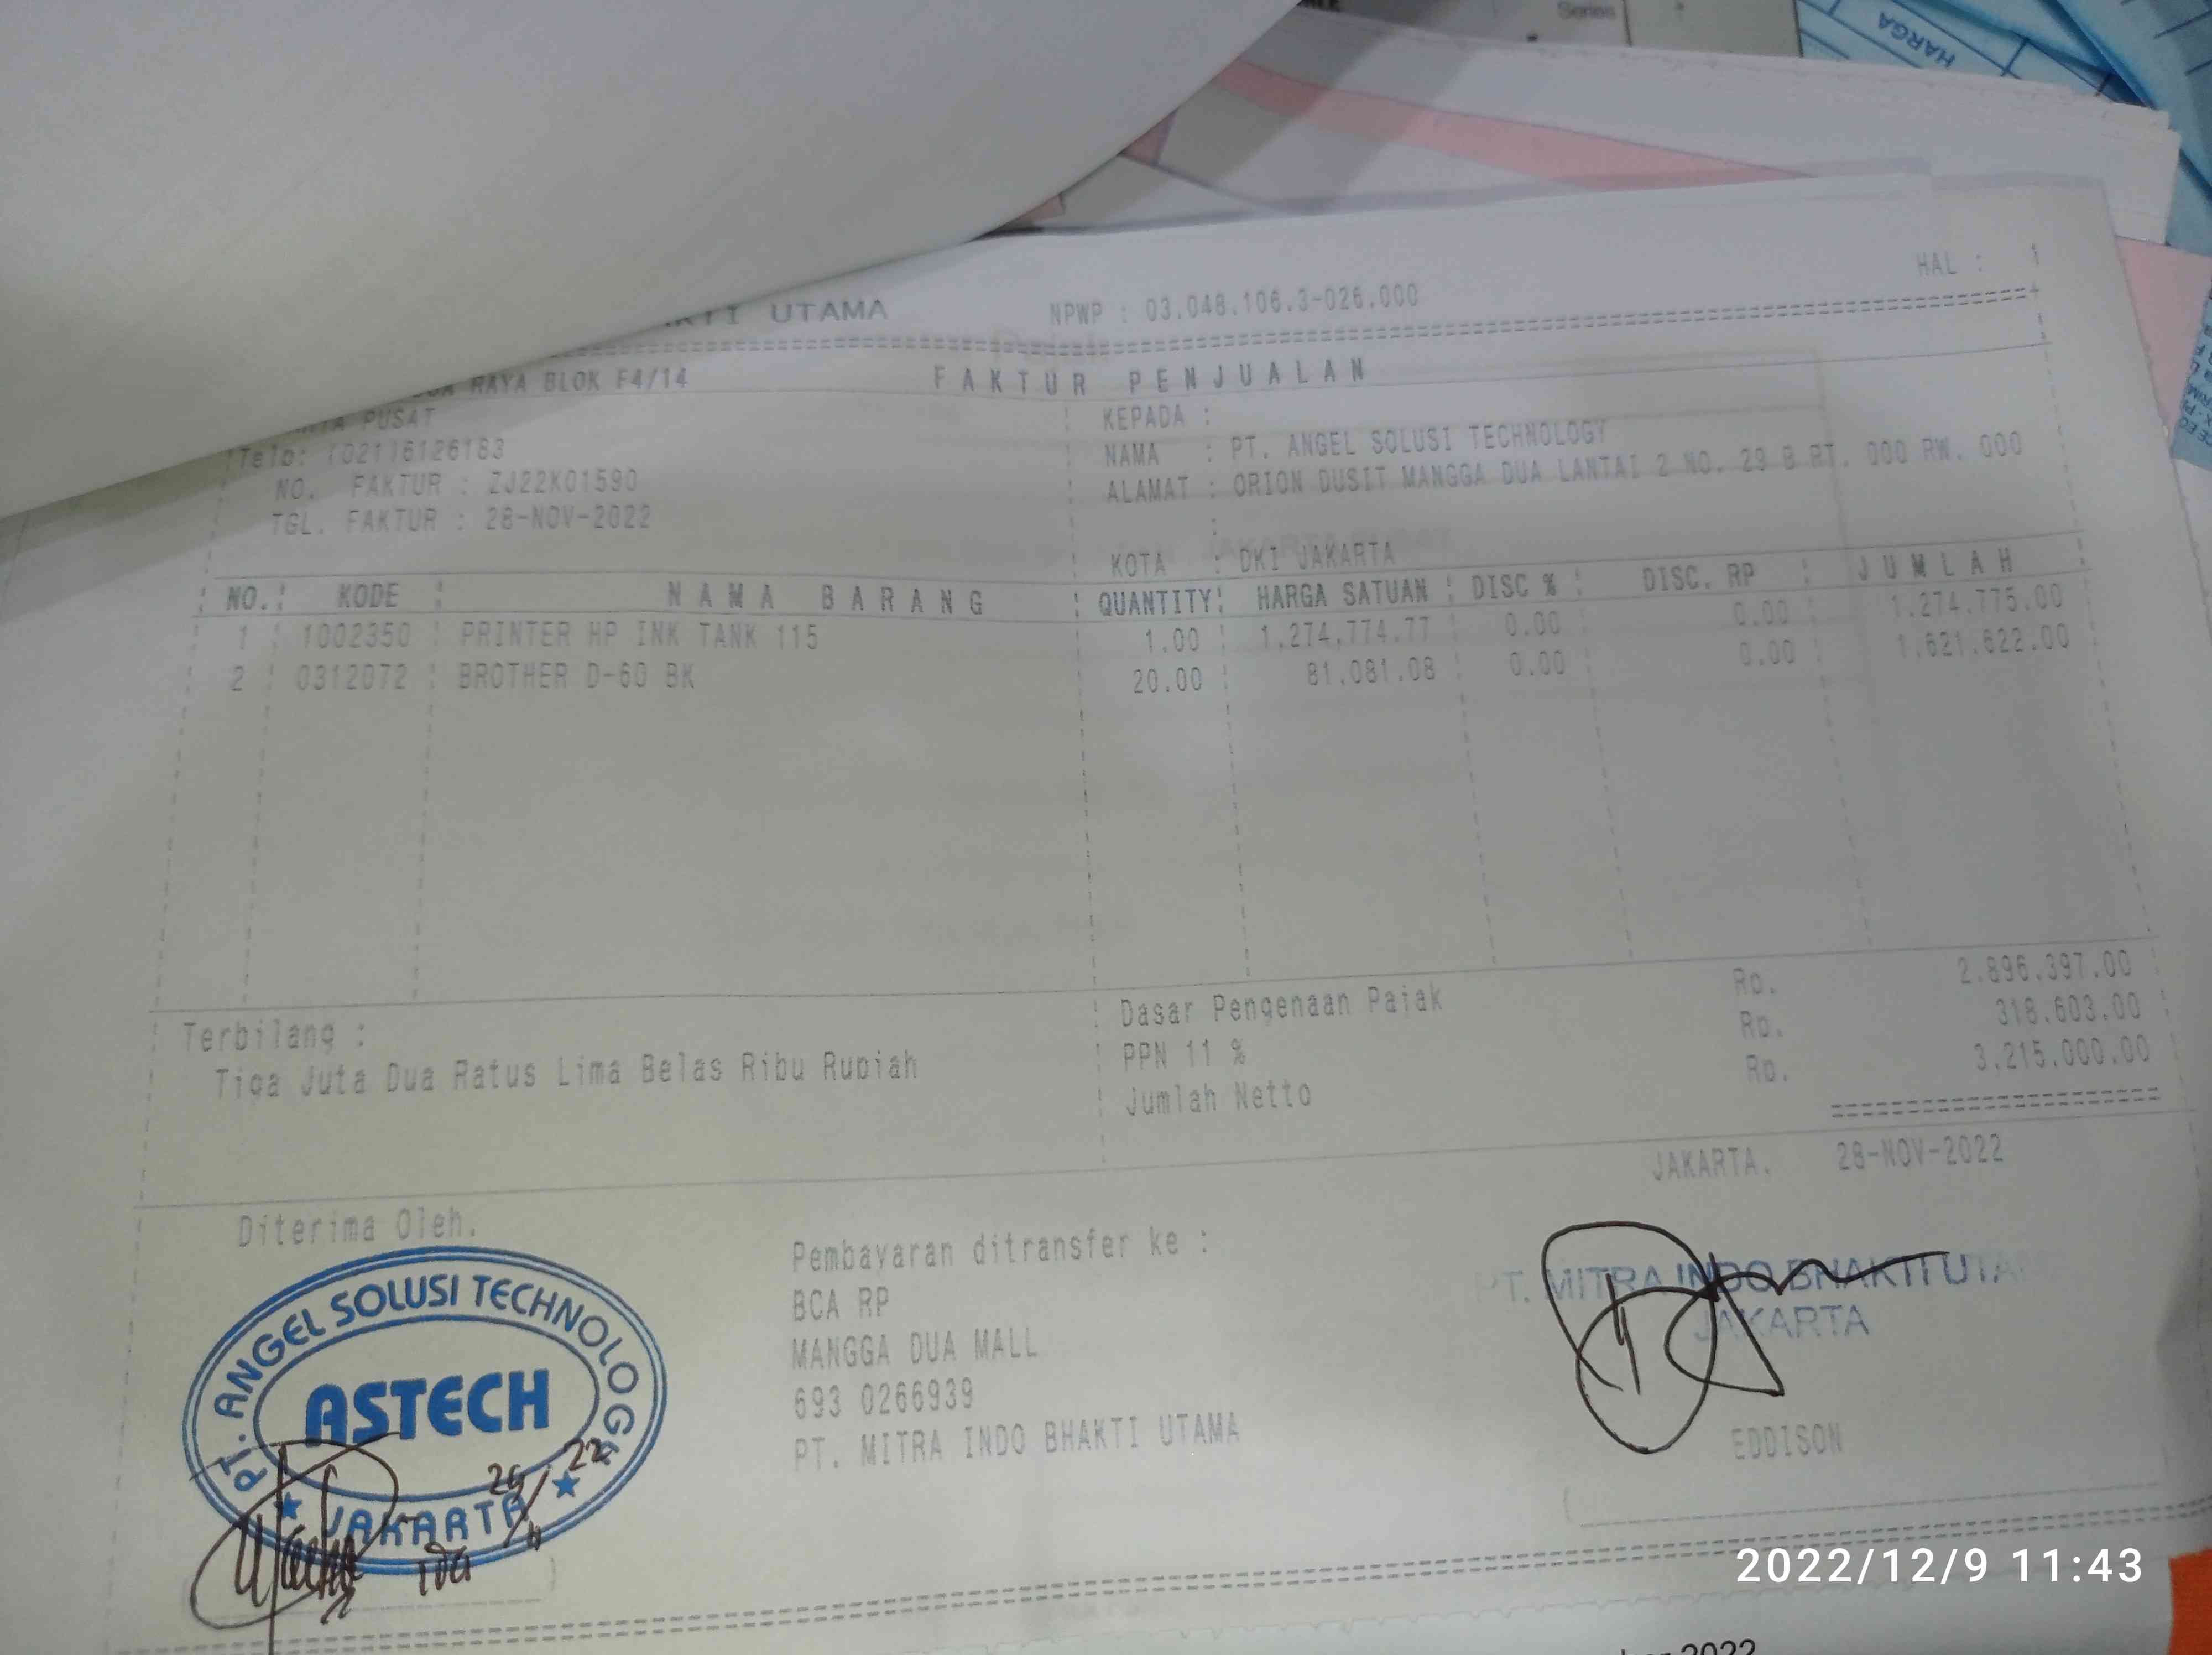 Series
HARGA
UTAMA NPWP : 03.048.106.3-026.000 HAL : 1
RAYA BLOK F4/14 FAKTUR PENJUALAN
PUSAT KEPADA :
Telp: (021)6126183 NAMA : PT. ANGEL SOLUSI TECHNOLOGY
NO. FAKTUR : ZJ22K01590 ALAMAT : ORION DUSIT MANGGA DUA LANTAI 2 NO. 29 B RT. 000 RW. 000
TGL. FAKTUR : 28-NOV-2022 :
KOTA : DKI JAKARTA
NO. KODE NAMA BARANG QUANTITY HARGA SATUAN DISC % DISC. RP JUMLAH
1 1002350 PRINTER HP INK TANK 115 1.00 1,274,774.77 0.00 0.00 1.274.775.00
2 0312072 BROTHER D-60 BK 20.00 81.081.08 0.00 0.00 1.621.622.00
Terbilang : Dasar Pengenaan Pajak Rp. 2.896.397.00
Tiga Juta Dua Ratus Lima Belas Ribu Rupiah PPN 11 % Rp. 318.603.00
Jumlah Netto Rp. 3.215.000.00
JAKARTA. 28-NOV-2022
Diterima Oleh.
Pembayaran ditransfer ke :
BCA RP
MANGGA DUA MALL
693 0266939
PT. MITRA INDO BHAKTI UTAMA
PT. MITRA INDO BHAKTI UTA
JAKARTA
EDDISON
PT. ANGEL SOLUSI TECHNOLOGY
ASTECH
JAKARTA
2022/12/9 11:43
2022